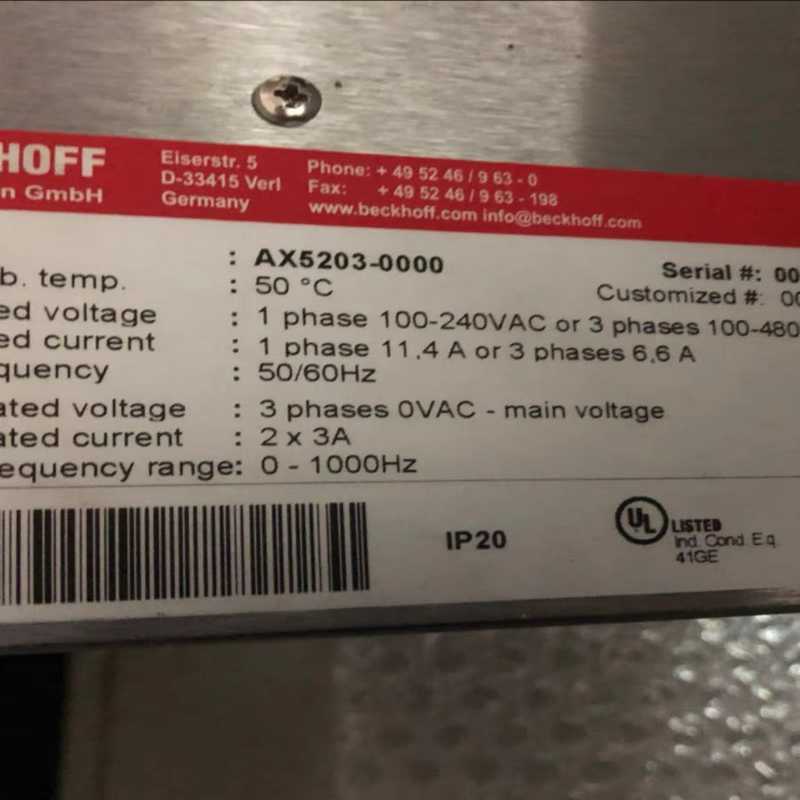 HOFF
n GmbH
Eiserstr. 5
D-33415 Verl
Germany
Phone: + 49 52 46 / 9 63 - 0
Fax: + 49 52 46 / 9 63 - 198
www.beckhoff.com info@beckhoff.com
: AX5203-0000 Serial #: 00
b. temp. : 50 °C Customized #: 00
ed voltage : 1 phase 100-240VAC or 3 phases 100-480
ed current : 1 phase 11,4 A or 3 phases 6,6 A
quency : 50/60Hz
ated voltage : 3 phases 0VAC - main voltage
ated current : 2 x 3A
equency range: 0 - 1000Hz
IP20
UL LISTED
Ind. Cond. Eq.
41GE